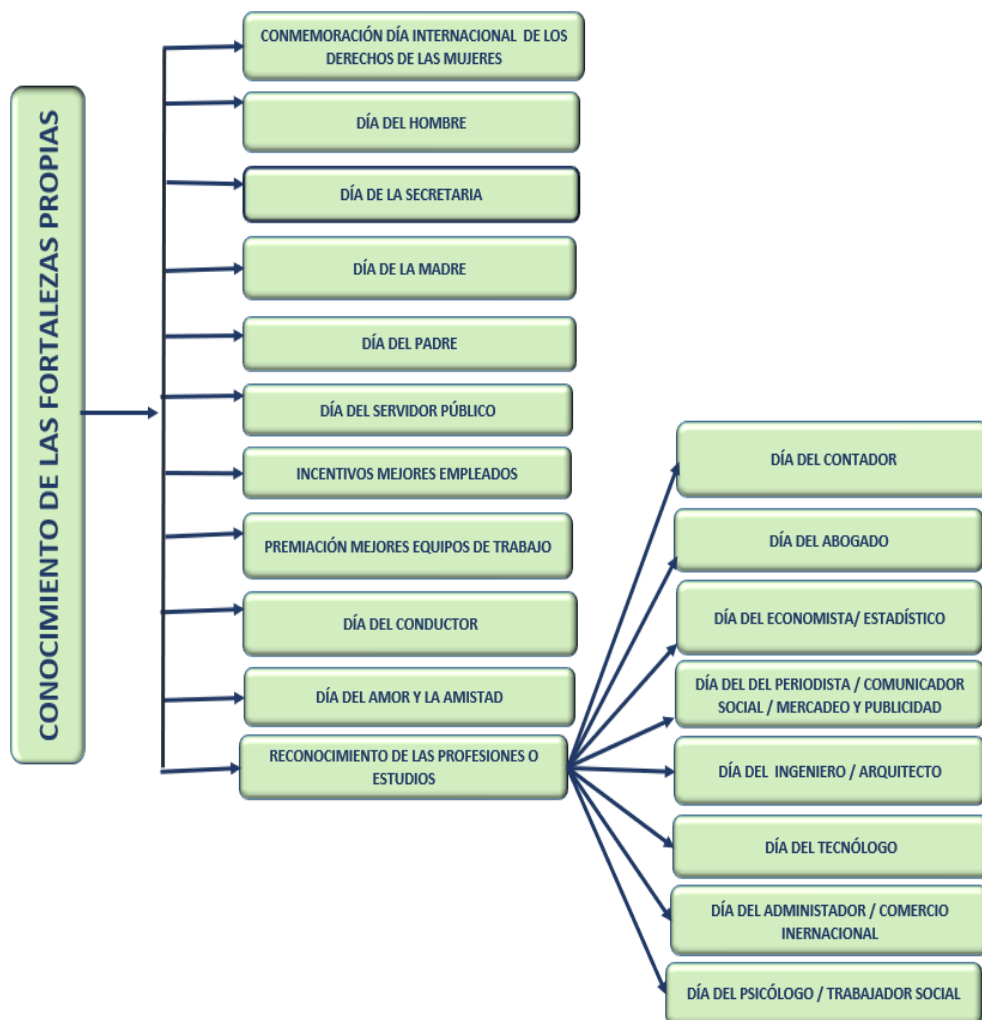 CONOCIMIENTO DE LAS FORTALEZAS PROPIAS
CONMEMORACIÓN DÍA INTERNACIONAL DE LOS
DERECHOS DE LAS MUJERES
DÍA DEL HOMBRE
DÍA DE LA SECRETARIA
DÍA DE LA MADRE
DÍA DEL PADRE
DÍA DEL SERVIDOR PÚBLICO
INCENTIVOS MEJORES EMPLEADOS
PREMIACIÓN MEJORES EQUIPOS DE TRABAJO
DÍA DEL CONDUCTOR
DÍA DEL AMOR Y LA AMISTAD
RECONOCIMIENTO DE LAS PROFESIONES O
ESTUDIOS
DÍA DEL CONTADOR
DÍA DEL ABOGADO
DÍA DEL ECONOMISTA/ ESTADÍSTICO
DÍA DEL DEL PERIODISTA / COMUNICADOR
SOCIAL / MERCADEO Y PUBLICIDAD
DÍA DEL INGENIERO / ARQUITECTO
DÍA DEL TECNÓLOGO
DÍA DEL ADMINISTADOR / COMERCIO
INERNACIONAL
DÍA DEL PSICÓLOGO / TRABAJADOR SOCIAL